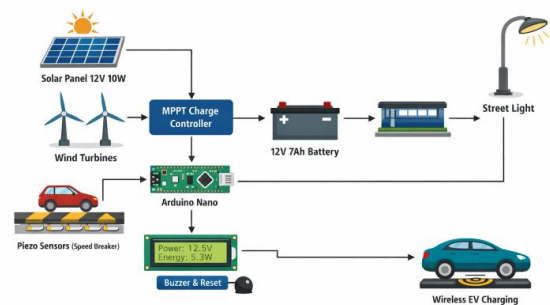 Solar Panel 12V 10W
MPPT Charge
Controller
Street Light
Wind Turbines
12V 7Ah Battery
Arduino Nano
Piezo Sensors (Speed Breaker)
Power: 12.5V
Energy: 5.3W
Buzzer & Reset
Wireless EV Charging